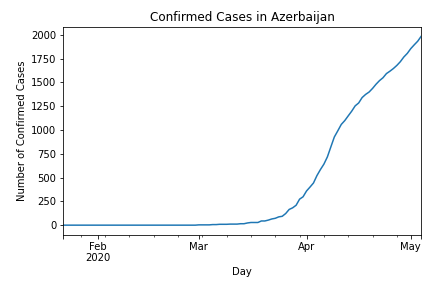 Confirmed Cases in Azerbaijan
Number of Confirmed Cases
2000
1750
1500
1250
1000
750
500
250
0
Feb
2020
Mar
Apr
May
Day